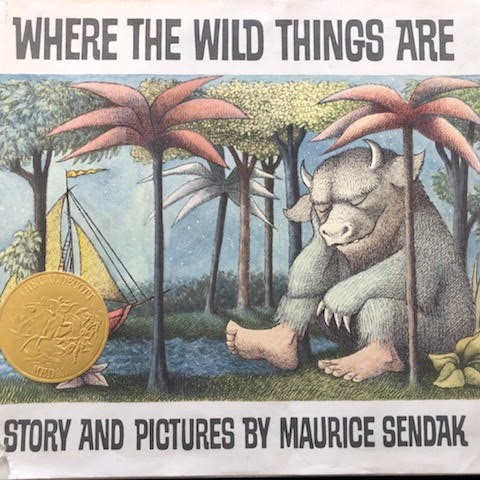 WHERE THE WILD THINGS ARE
STORY AND PICTURES BY MAURICE SENDAK